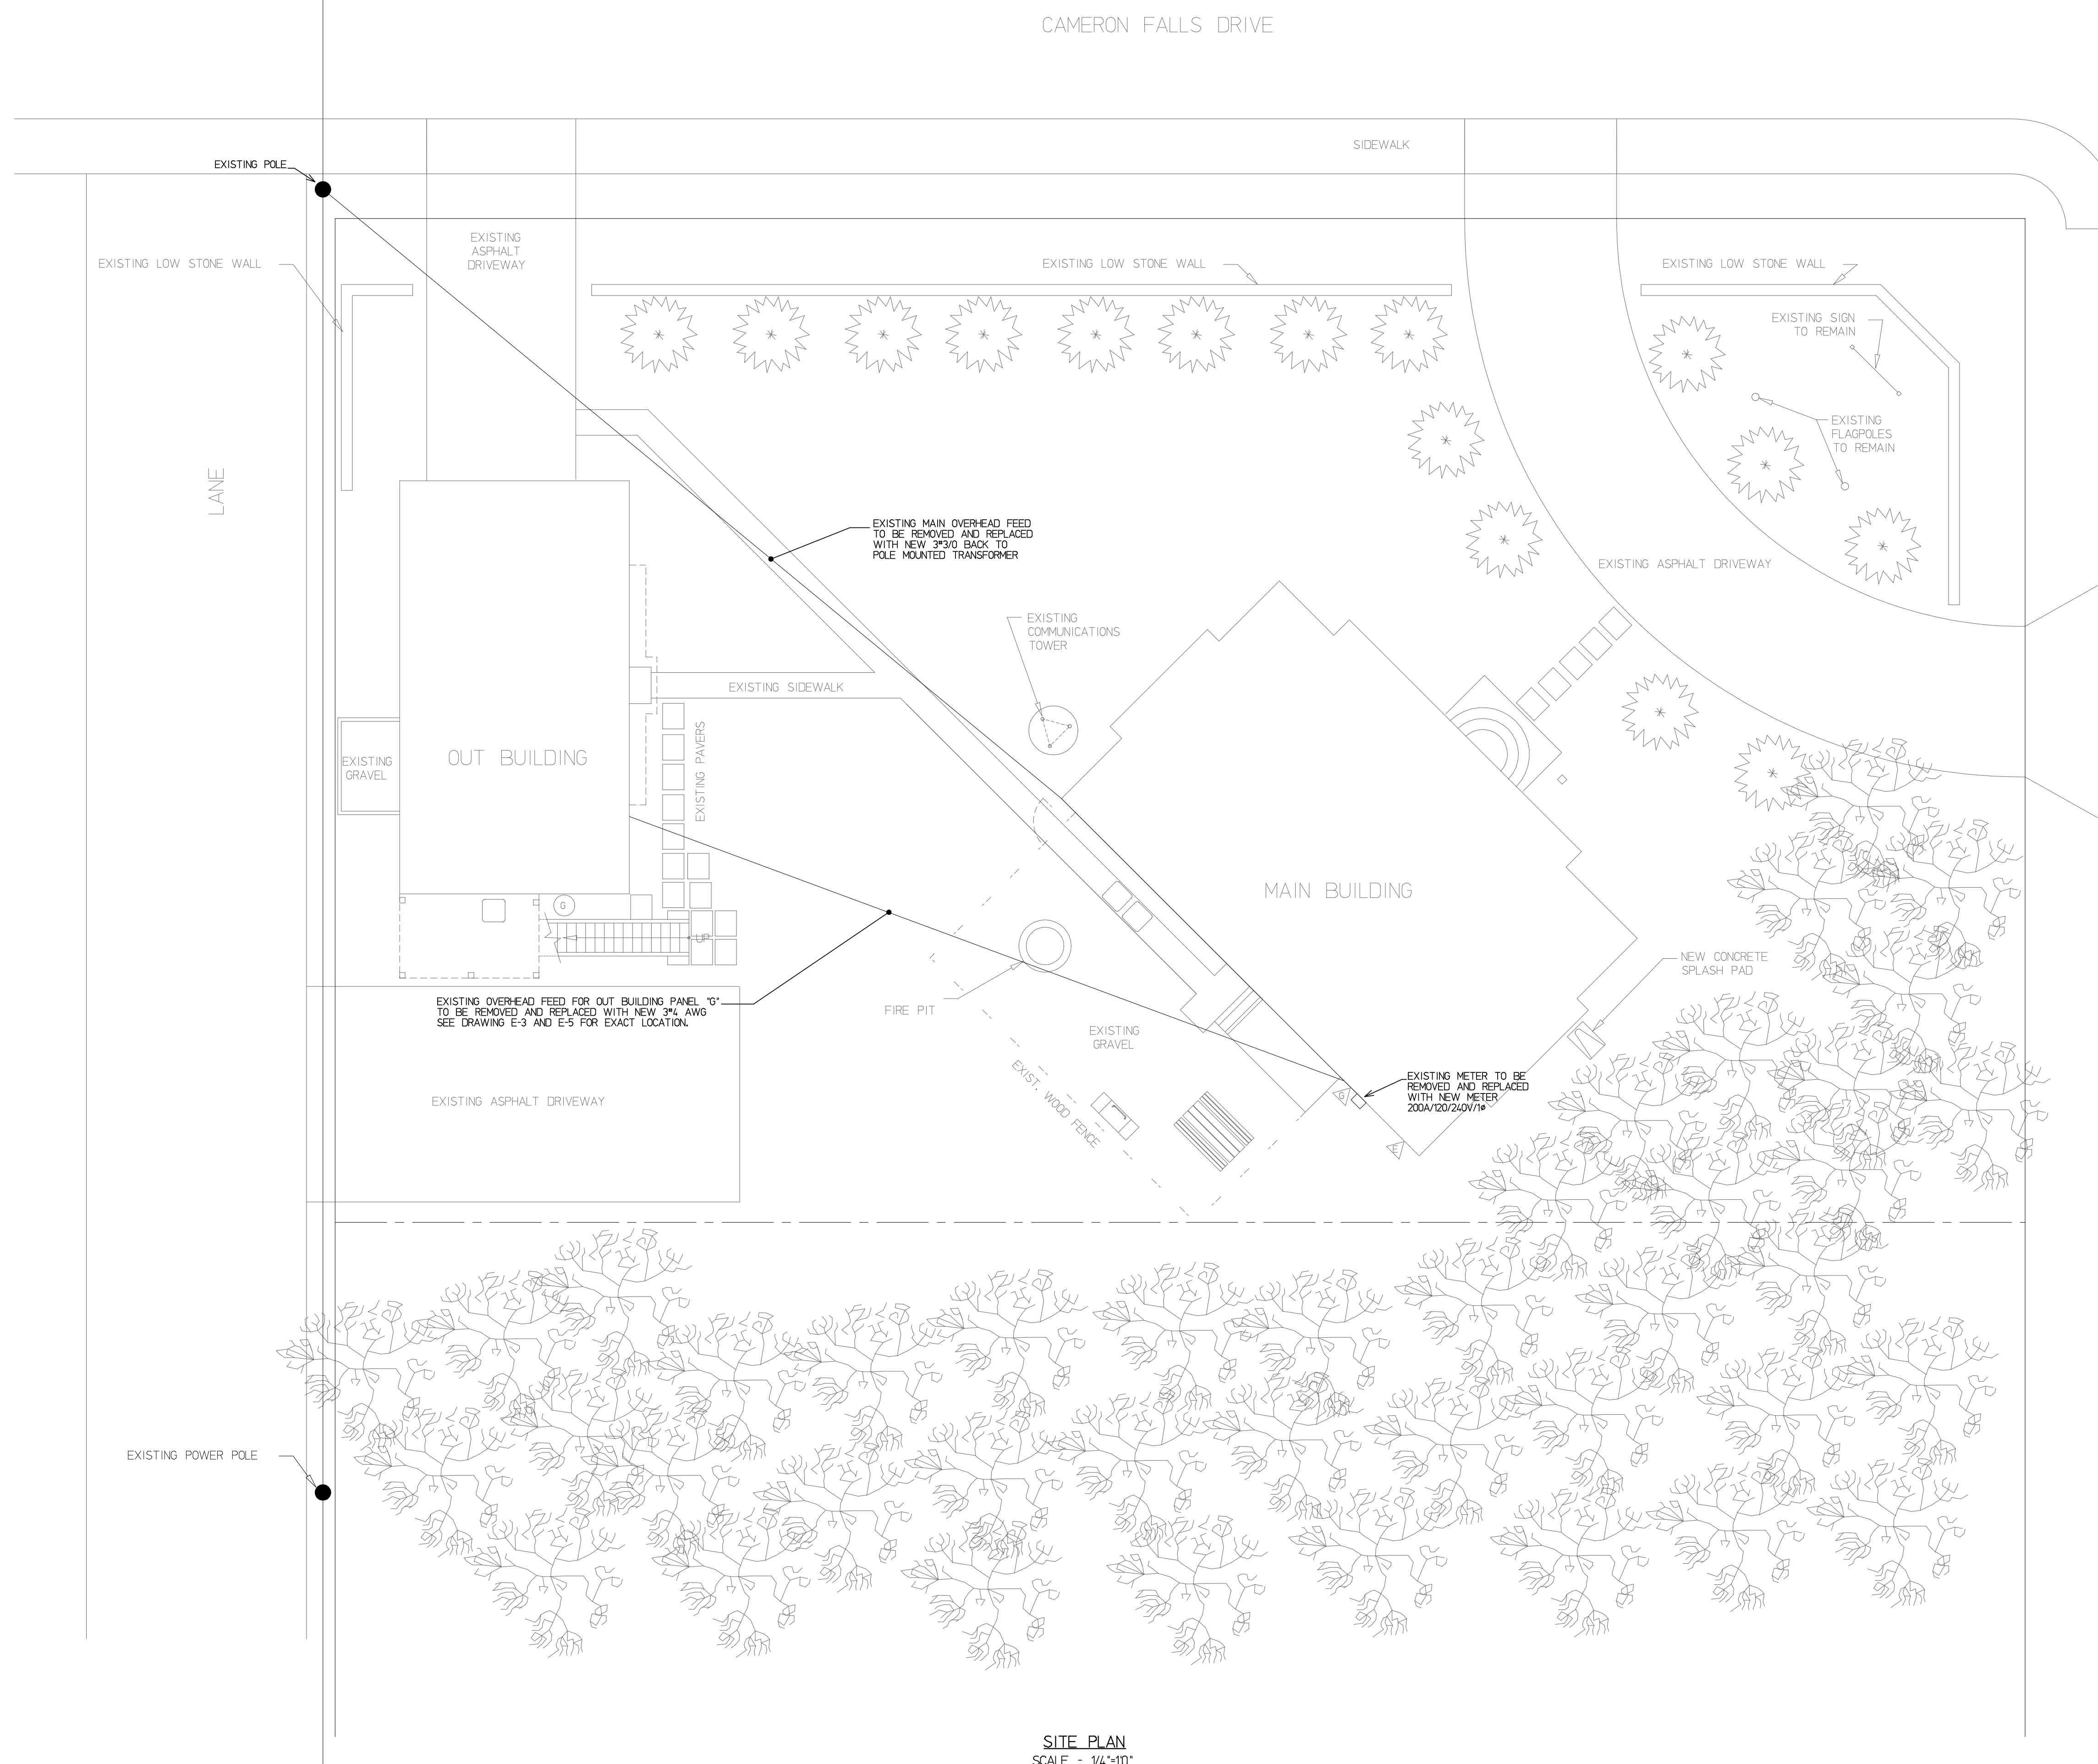 CAMERON FALLS DRIVE
SIDEWALK
EXISTING POLE
EXISTING
ASPHALT
DRIVEWAY
EXISTING LOW STONE WALL
EXISTING LOW STONE WALL
EXISTING LOW STONE WALL
EXISTING SIGN
TO REMAIN
EXISTING
FLAGPOLES
TO REMAIN
LANE
EXISTING MAIN OVERHEAD FEED
TO BE REMOVED AND REPLACED
WITH NEW 3#3/0 BACK TO
POLE MOUNTED TRANSFORMER
EXISTING ASPHALT DRIVEWAY
EXISTING
COMMUNICATIONS
TOWER
EXISTING SIDEWALK
EXISTING PAVERS
OUT BUILDING
EXISTING
GRAVEL
MAIN BUILDING
G
UP
NEW CONCRETE
SPLASH PAD
EXISTING OVERHEAD FEED FOR OUT BUILDING PANEL "G"
TO BE REMOVED AND REPLACED WITH NEW 3#4 AWG
SEE DRAWING E-3 AND E-5 FOR EXACT LOCATION.
FIRE PIT
EXISTING
GRAVEL
EXIST. WOOD FENCE
G
E
EXISTING METER TO BE
REMOVED AND REPLACED
WITH NEW METER
200A/120/240V/1ø
EXISTING ASPHALT DRIVEWAY
EXISTING POWER POLE
SITE PLAN
SCALE - 1/4"=1'0"